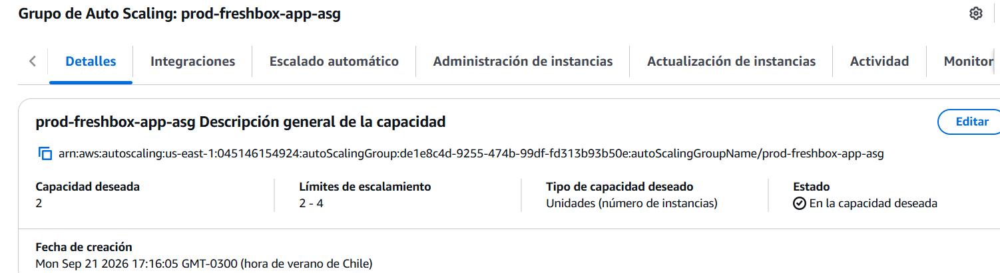 Grupo de Auto Scaling: prod-freshbox-app-asg
Detalles Integraciones Escalado automático Administración de instancias Actualización de instancias Actividad Monitor
prod-freshbox-app-asg Descripción general de la capacidad Editar
arn:aws:autoscaling:us-east-1:045146154924:autoScalingGroup:de1e8c4d-9255-474b-99df-fd313b93b50e:autoScalingGroupName/prod-freshbox-app-asg
Capacidad deseada Límites de escalamiento Tipo de capacidad deseado Estado
2 2 - 4 Unidades (número de instancias) En la capacidad deseada
Fecha de creación
Mon Sep 21 2026 17:16:05 GMT-0300 (hora de verano de Chile)